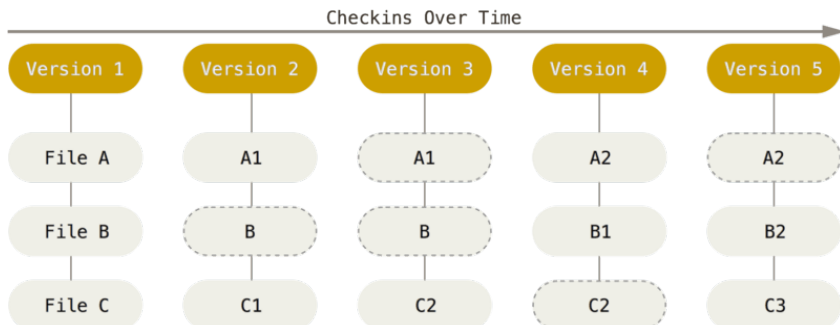 Checkins Over Time
Version 1 Version 2 Version 3 Version 4 Version 5
File A A1 A1 A2 A2
File B B B B1 B2
File C C1 C2 C2 C3